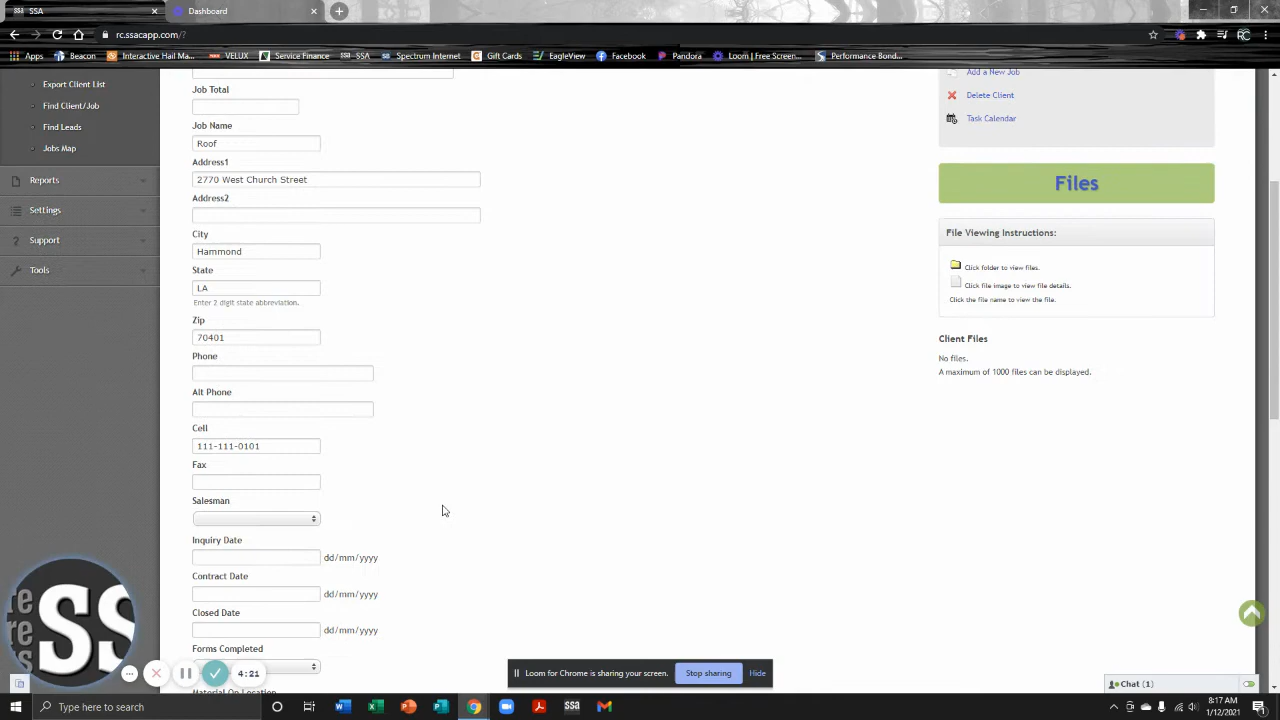 SSA
Dashboard
rc.ssacapp.com/?
Apps
Beacon
Interactive Hail Ma...
VELUX
Service Finance
SSA
Spectrum Internet
Gift Cards
EagleView
Facebook
Pandora
Loom | Free Screen...
Performance Bond...
Export Client List
Find Client/Job
Find Leads
Jobs Map
Reports
Settings
Support
Tools
Job Total
Job Name
Roof
Address1
2770 West Church Street
Address2
City
Hammond
State
LA
Enter 2 digit state abbreviation.
Zip
70401
Phone
Alt Phone
Cell
111-111-0101
Fax
Salesman
Inquiry Date
dd/mm/yyyy
Contract Date
dd/mm/yyyy
Closed Date
dd/mm/yyyy
Forms Completed
Add a New Job
Delete Client
Task Calendar
Files
File Viewing Instructions:
Click folder to view files.
Click file image to view file details.
Click the file name to view the file.
Client Files
No files.
A maximum of 1000 files can be displayed.
SS
4:21
Loom for Chrome is sharing your screen.
Stop sharing
Hide
Chat (1)
Type here to search
SSA
8:17 AM
1/12/2021